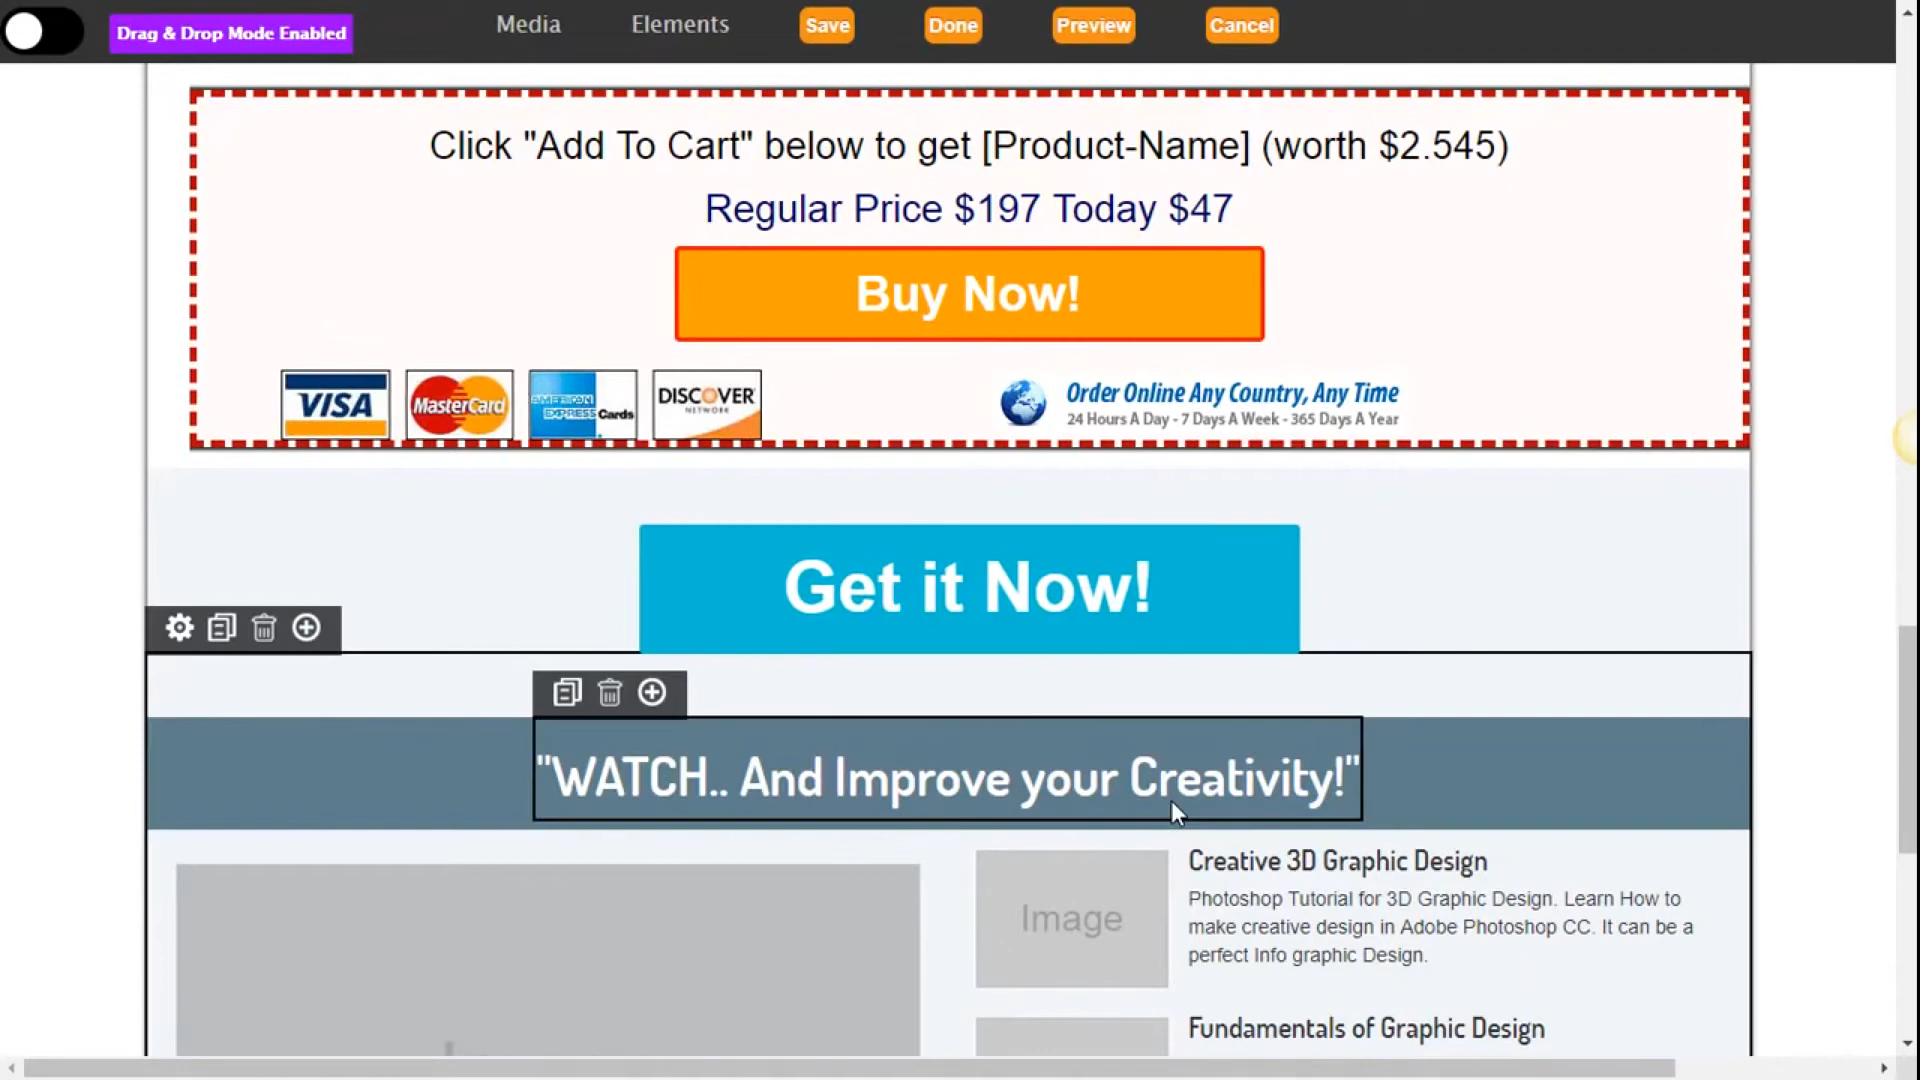 Drag & Drop Mode Enabled
Media
Elements
Save
Done
Preview
Cancel
Click "Add To Cart" below to get [Product-Name] (worth $2.545)
Regular Price $197 Today $47
Buy Now!
VISA
MasterCard
AMERICAN EXPRESS Cards
DISCOVER
NETWORK
Order Online Any Country, Any Time
24 Hours A Day - 7 Days A Week - 365 Days A Year
Get it Now!
"WATCH.. And Improve your Creativity!"
Image
Creative 3D Graphic Design
Photoshop Tutorial for 3D Graphic Design. Learn How to
make creative design in Adobe Photoshop CC. It can be a
perfect Info graphic Design.
Fundamentals of Graphic Design